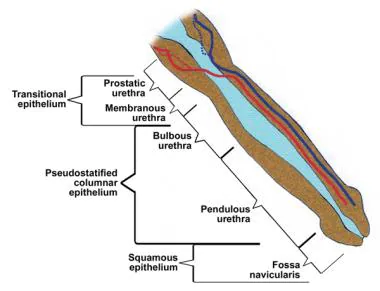 Transitional
epithelium
Prostatic
urethra
Membranous
urethra
Bulbous
urethra
Pseudostatified
columnar
epithelium
Pendulous
urethra
Squamous
epithelium
Fossa
navicularis